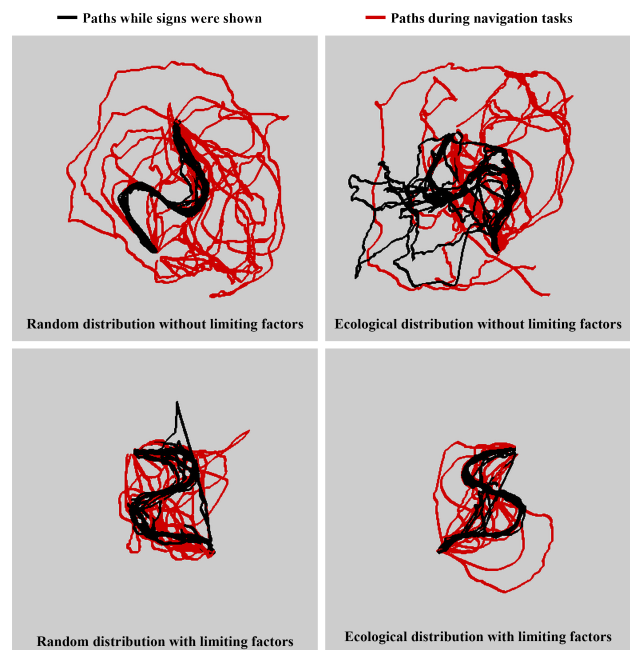 Paths while signs were shown
Paths during navigation tasks
Random distribution without limiting factors
Ecological distribution without limiting factors
Random distribution with limiting factors
Ecological distribution with limiting factors